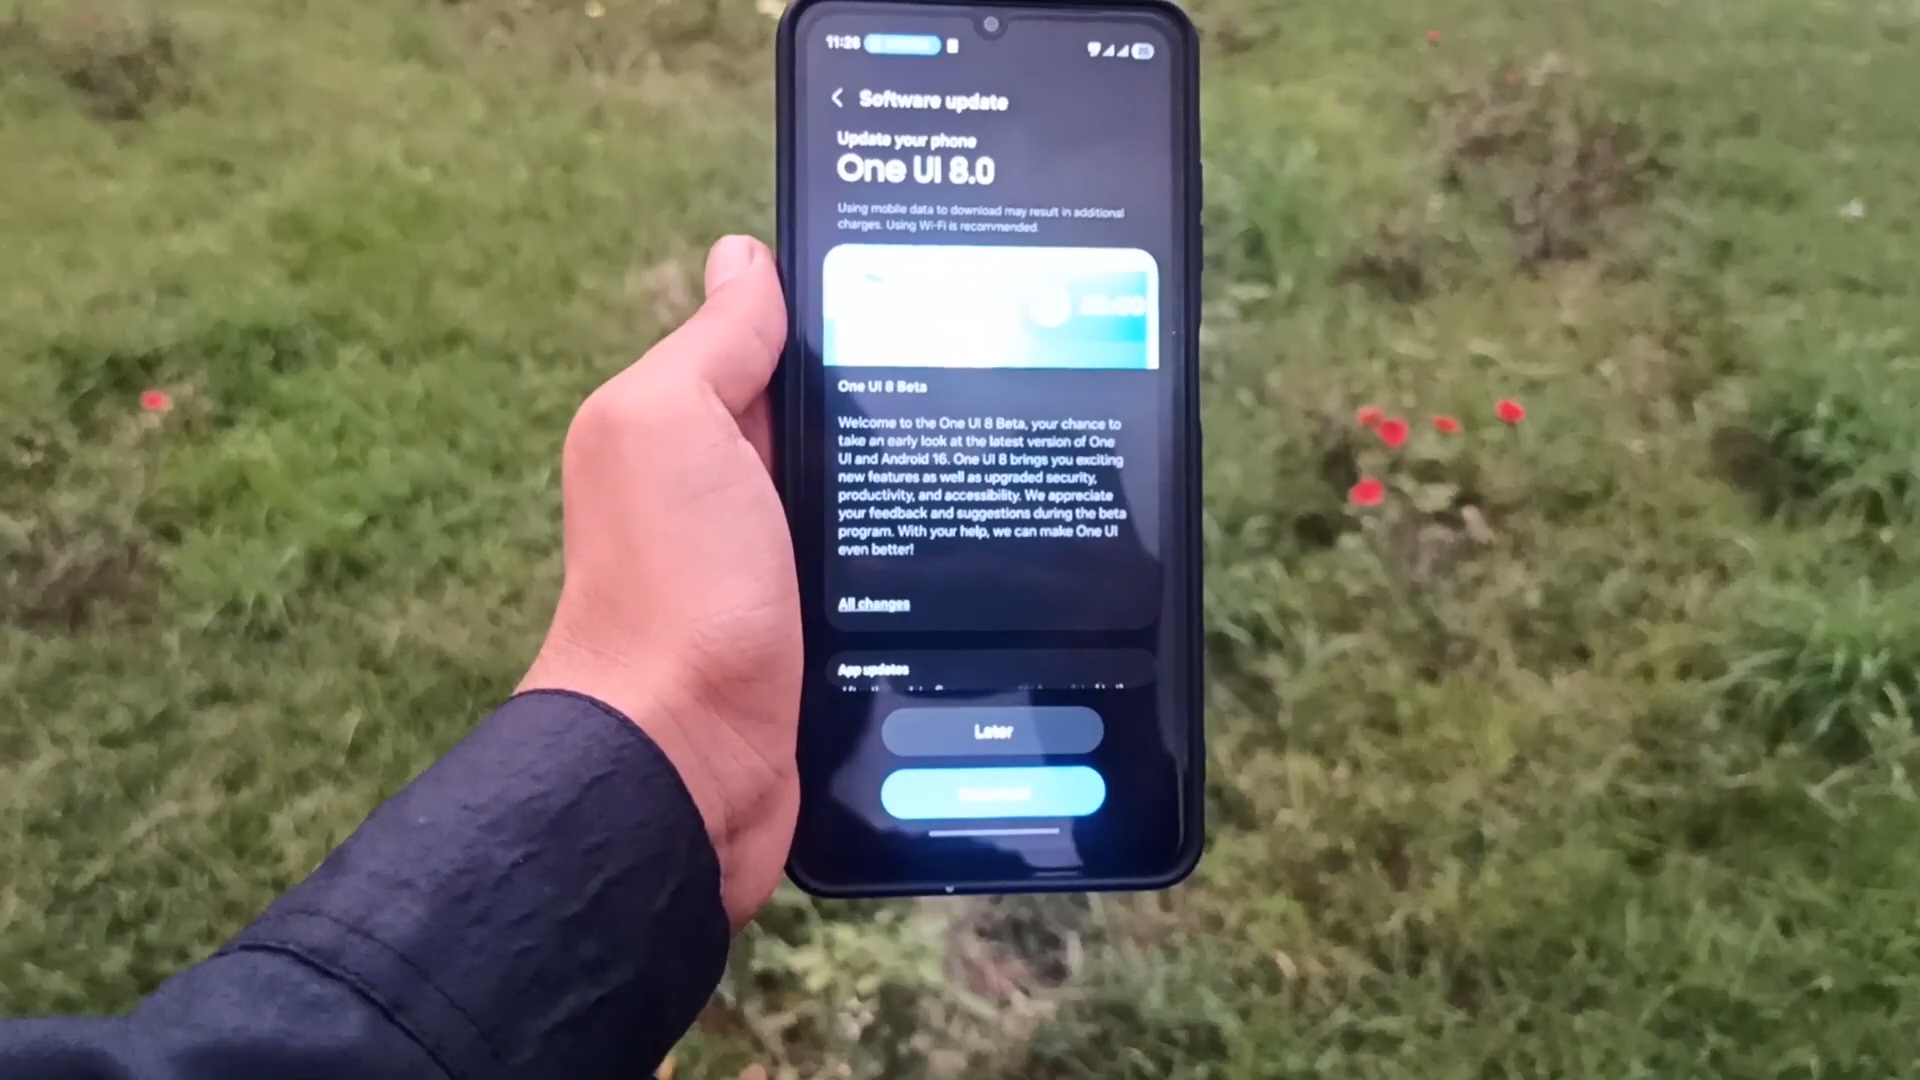 11:26
Software update
Update your phone
One UI 8.0
Using mobile data to download may result in additional
charges. Using Wi-Fi is recommended.
One UI 8 Beta
Welcome to the One UI 8 Beta, your chance to
take an early look at the latest version of One
UI and Android 16. One UI 8 brings you exciting
new features as well as upgraded security,
productivity, and accessibility. We appreciate
your feedback and suggestions during the beta
program. With your help, we can make One UI
even better!
All changes
App updates
Later